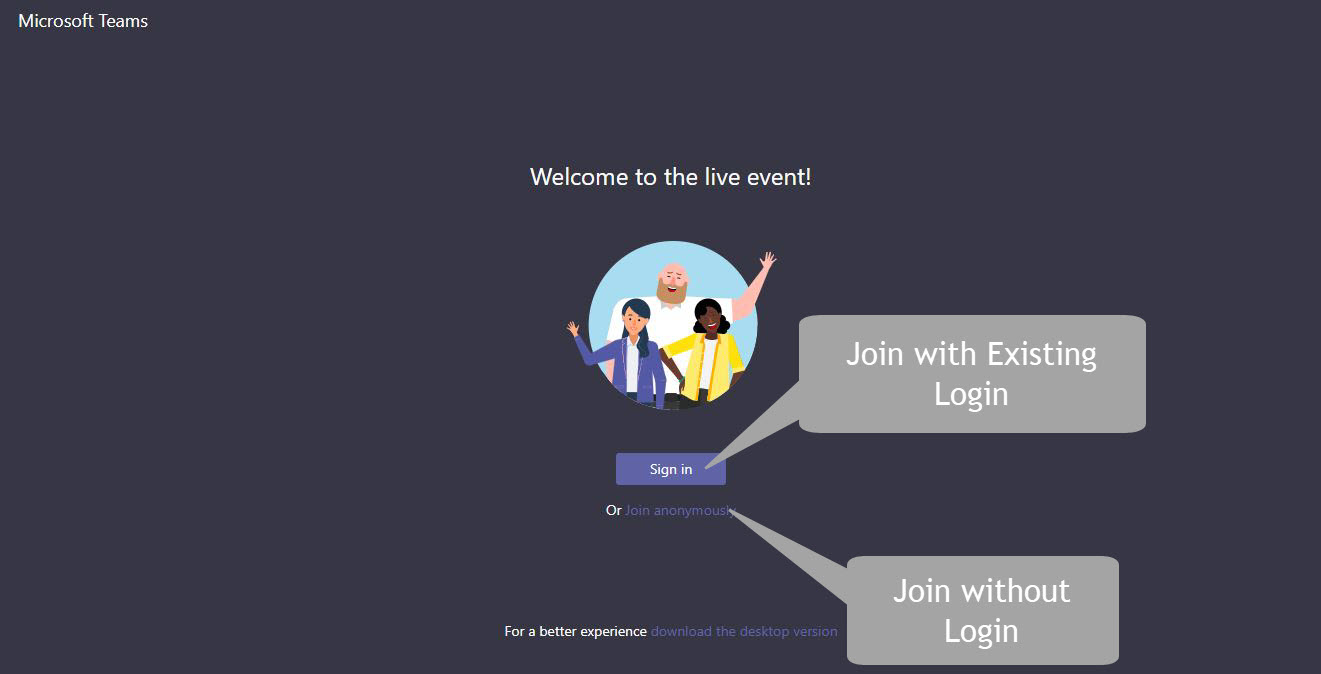 Microsoft Teams
Welcome to the live event!
Join with Existing
Login
Sign in
Or Join anonymously
Join without
Login
For a better experience download the desktop version